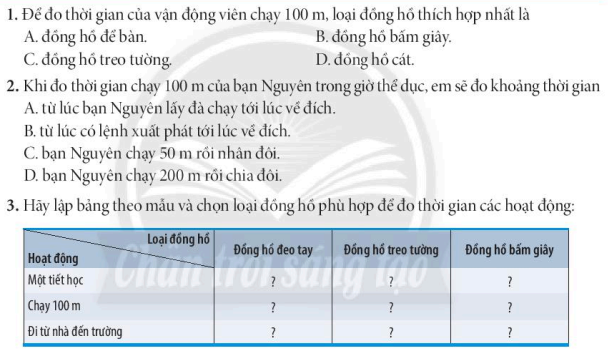 1. Để đo thời gian của vận động viên chạy 100 m, loại đồng hồ thích hợp nhất là
A. đồng hồ để bàn. B. đồng hồ bấm giây.
C. đồng hồ treo tường. D. đồng hồ cát.
2. Khi đo thời gian chạy 100 m của bạn Nguyên trong giờ thể dục, em sẽ đo khoảng thời gian
A. từ lúc bạn Nguyên lấy đà chạy tới lúc về đích.
B. từ lúc có lệnh xuất phát tới lúc về đích.
C. bạn Nguyên chạy 50 m rồi nhân đôi.
D. bạn Nguyên chạy 200 m rồi chia đôi.
3. Hãy lập bảng theo mẫu và chọn loại đồng hồ phù hợp để đo thời gian các hoạt động:
Loại đồng hồ
Hoạt động
Đồng hồ đeo tay Đồng hồ treo tường Đồng hồ bấm giây
Một tiết học ? ? ?
Chạy 100 m ? ? ?
Đi từ nhà đến trường ? ? ?
Chân trời sáng tạo